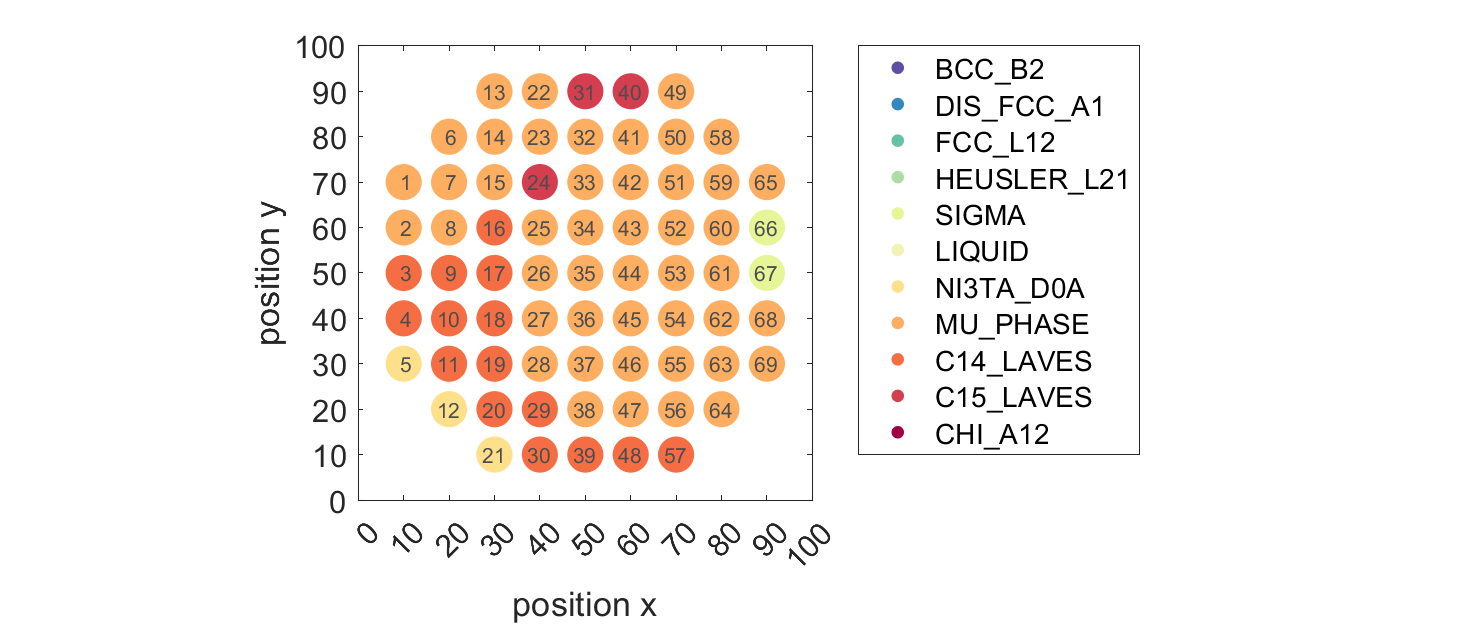 100
90
80
70
60
50
40
30
20
10
0
position y
13 22 31 40 49
6 14 23 32 41 50 58
1 7 15 24 33 42 51 59 65
2 8 16 25 34 43 52 60 66
3 9 17 26 35 44 53 61 67
4 10 18 27 36 45 54 62 68
5 11 19 28 37 46 55 63 69
12 20 29 38 47 56 64
21 30 39 48 57
0 10 20 30 40 50 60 70 80 90 100
position x
BCC_B2
DIS_FCC_A1
FCC_L12
HEUSLER_L21
SIGMA
LIQUID
NI3TA_D0A
MU_PHASE
C14_LAVES
C15_LAVES
CHI_A12